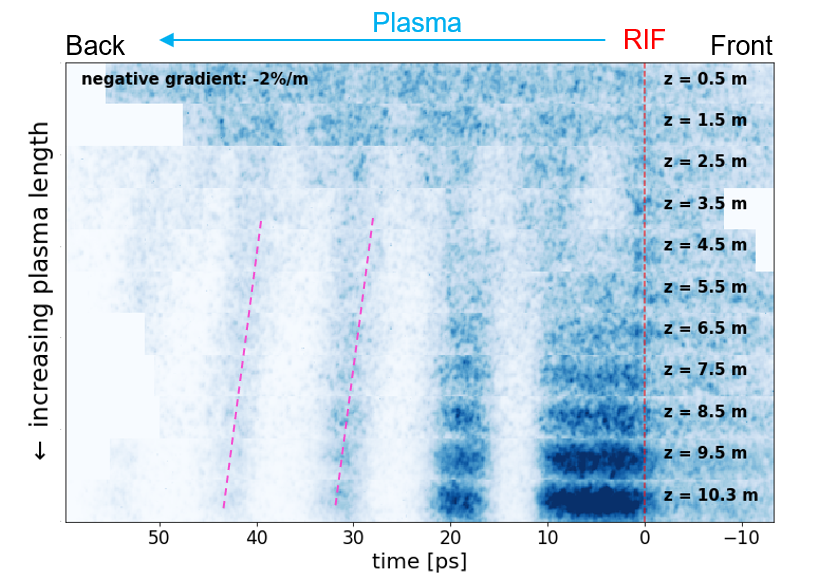 Plasma
Back
RIF
Front
negative gradient: -2%/m
z = 0.5 m
z = 1.5 m
z = 2.5 m
z = 3.5 m
z = 4.5 m
z = 5.5 m
z = 6.5 m
z = 7.5 m
z = 8.5 m
z = 9.5 m
z = 10.3 m
← increasing plasma length
50 40 30 20 10 0 −10
time [ps]